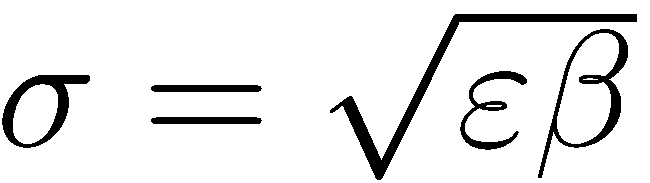 σ = √εβ